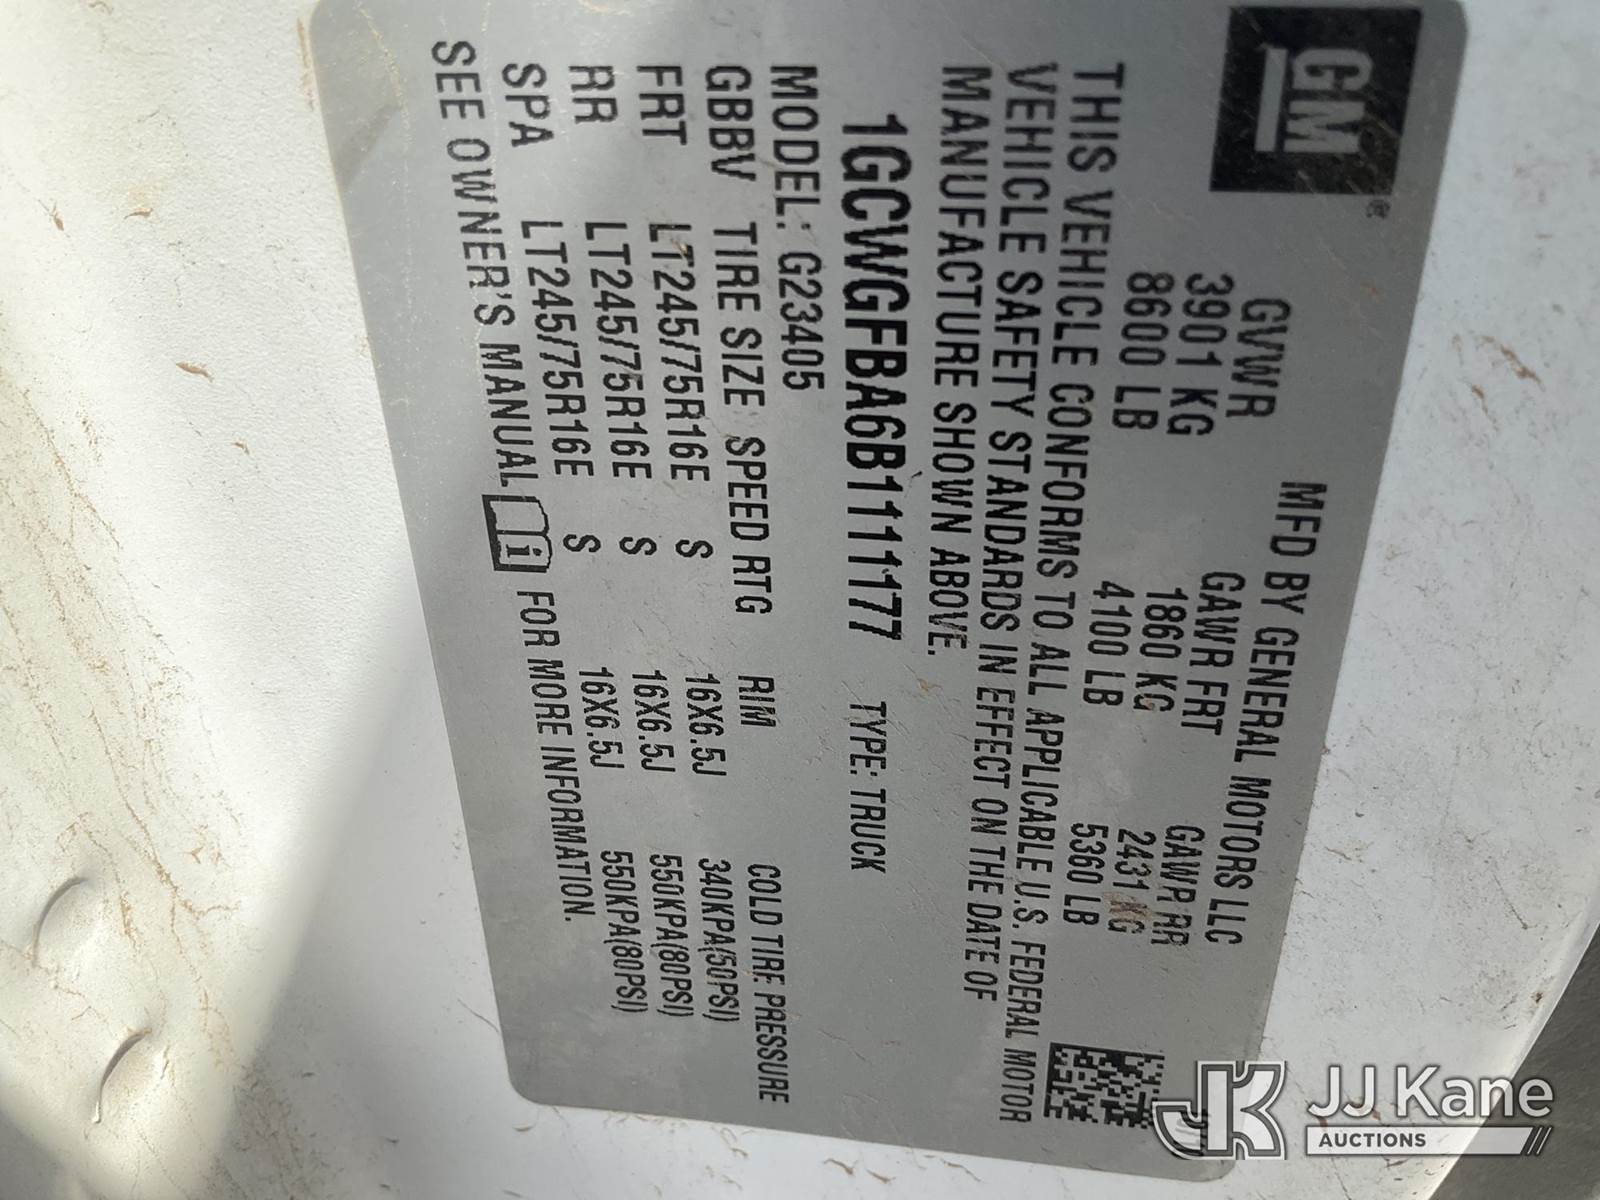 GM ®
MFD BY GENERAL MOTORS LLC
GVWR GAWR FRT GAWR RR
3901 KG 1860 KG 2431 KG
8600 LB 4100 LB 5360 LB
THIS VEHICLE CONFORMS TO ALL APPLICABLE U.S. FEDERAL MOTOR
VEHICLE SAFETY STANDARDS IN EFFECT ON THE DATE OF
MANUFACTURE SHOWN ABOVE.
1GCWGFBA6B1111177 TYPE: TRUCK
MODEL: G23405
GBBV TIRE SIZE SPEED RTG RIM COLD TIRE PRESSURE
FRT LT245/75R16E S 16X6.5J 340KPA(50PSI)
RR LT245/75R16E S 16X6.5J 550KPA(80PSI)
SPA LT245/75R16E S 16X6.5J 550KPA(80PSI)
SEE OWNER'S MANUAL i FOR MORE INFORMATION.
JK JJ Kane
AUCTIONS